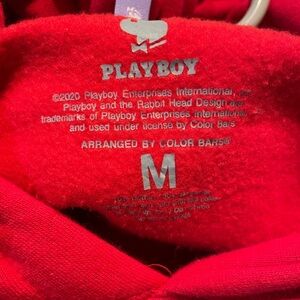 PLAYBOY
©2020 Playboy Enterprises International, Inc.
Playboy and the Rabbit Head Design are
trademarks of Playboy Enterprises International
and used under license by Color Bars
ARRANGED BY COLOR BARS®
M